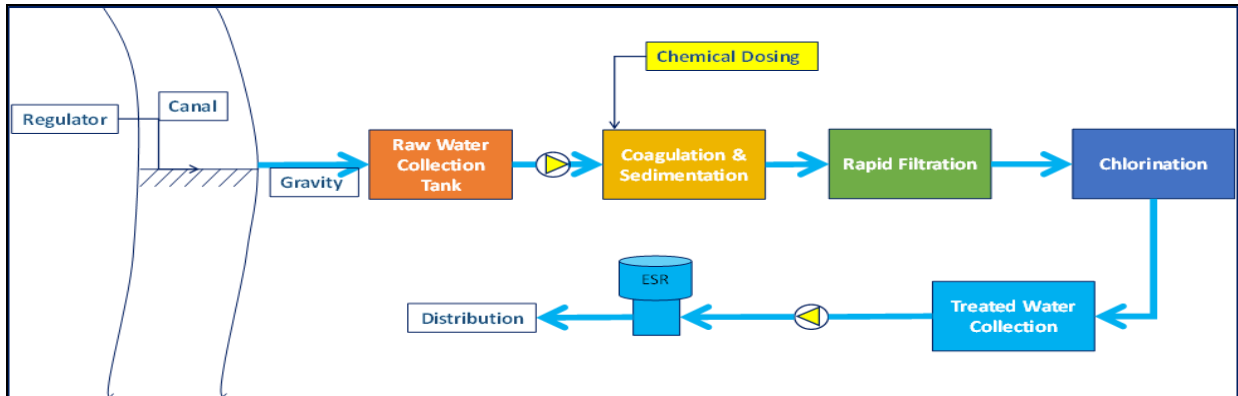 Chemical Dosing
Canal
Regulator
Gravity
Raw Water
Collection
Tank
Coagulation &
Sedimentation
Rapid Filtration
Chlorination
ESR
Distribution
Treated Water
Collection